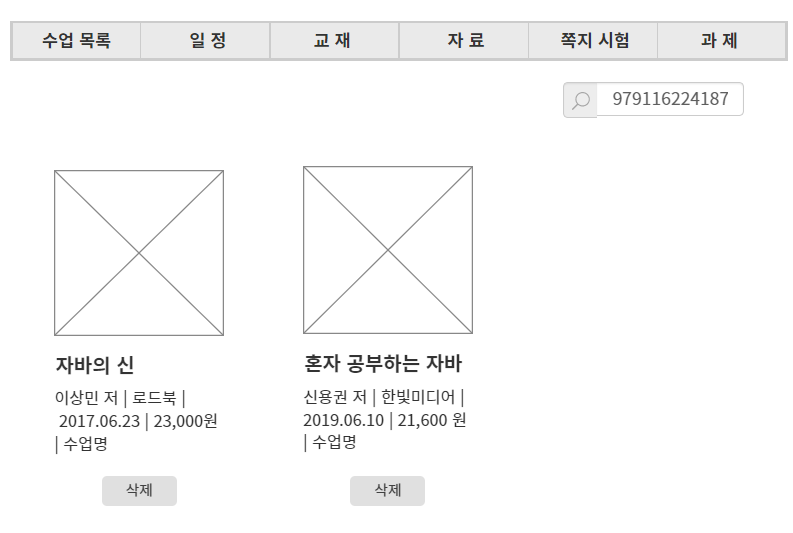 수업 목록 일 정 교 재 자 료 쪽지 시험 과 제
979116224187
자바의 신
이상민 저 | 로드북 |
2017.06.23 | 23,000원
| 수업명
삭제
혼자 공부하는 자바
신용권 저 | 한빛미디어 |
2019.06.10 | 21,600 원
| 수업명
삭제